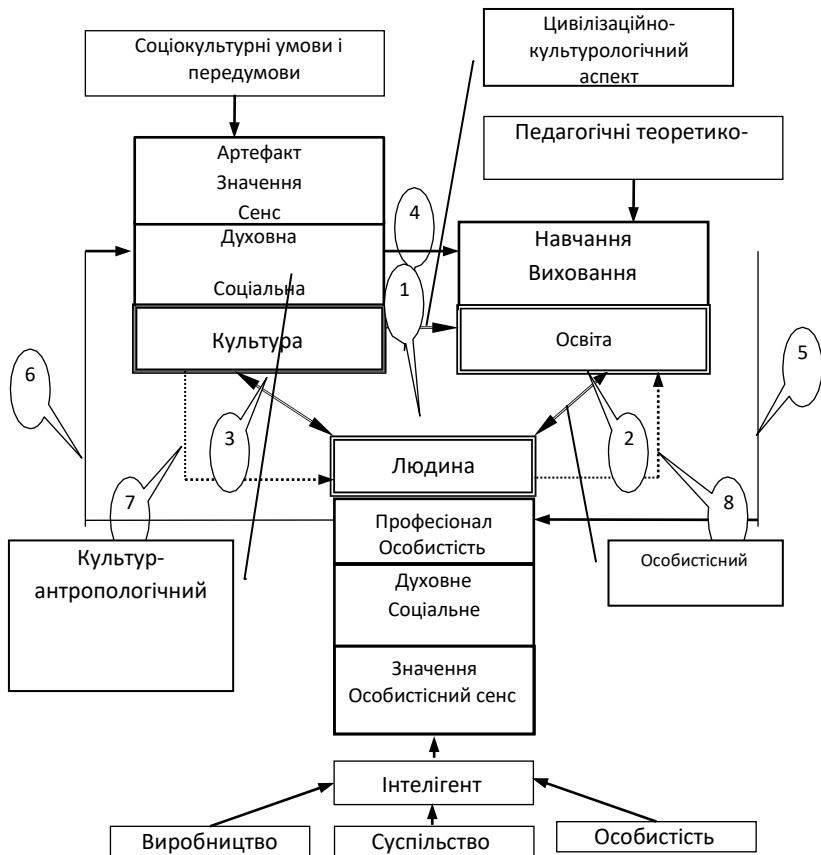 Соціокультурні умови і
передумови
Цивілізаційно-
культурологічний
аспект
Педагогічні теоретико-
Артефакт
Значення
Сенс
Духовна
Соціальна
Культура
4
1
Навчання
Виховання
Освіта
6
5
3
2
7
8
Людина
Професіонал
Особистість
Духовне
Соціальне
Значення
Особистісний сенс
Культур-
антропологічний
Особистісний
Інтелігент
Виробництво
Суспільство
Особистість